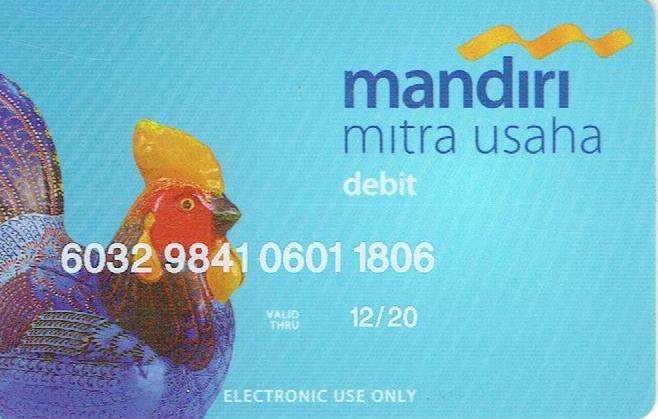 mandiri
mitra usaha
debit
6032 9841 0601 1806
VALID
THRU
12/20
ELECTRONIC USE ONLY